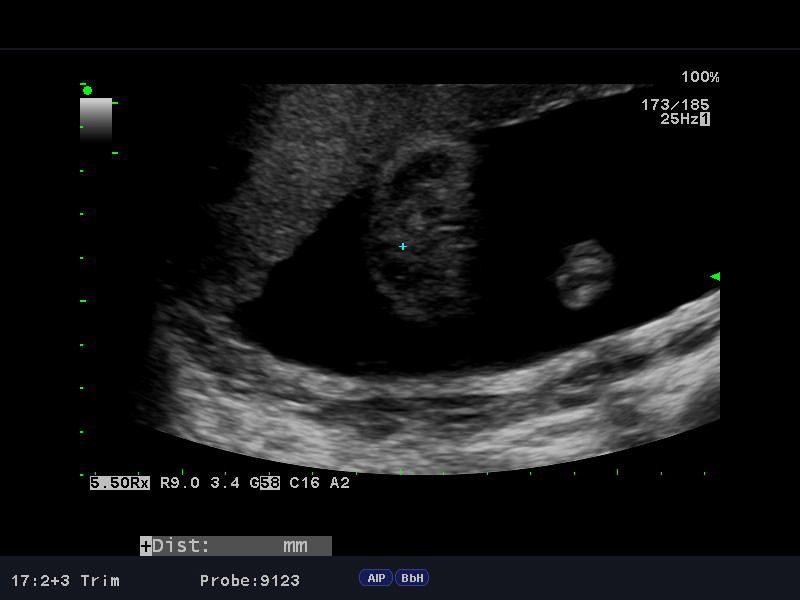 100%
173/185
25Hz1
5.50Rx R9.0 3.4 G58 C16 A2
+Dist: mm
17:2+3 Trim Probe:9123 AIP BbH